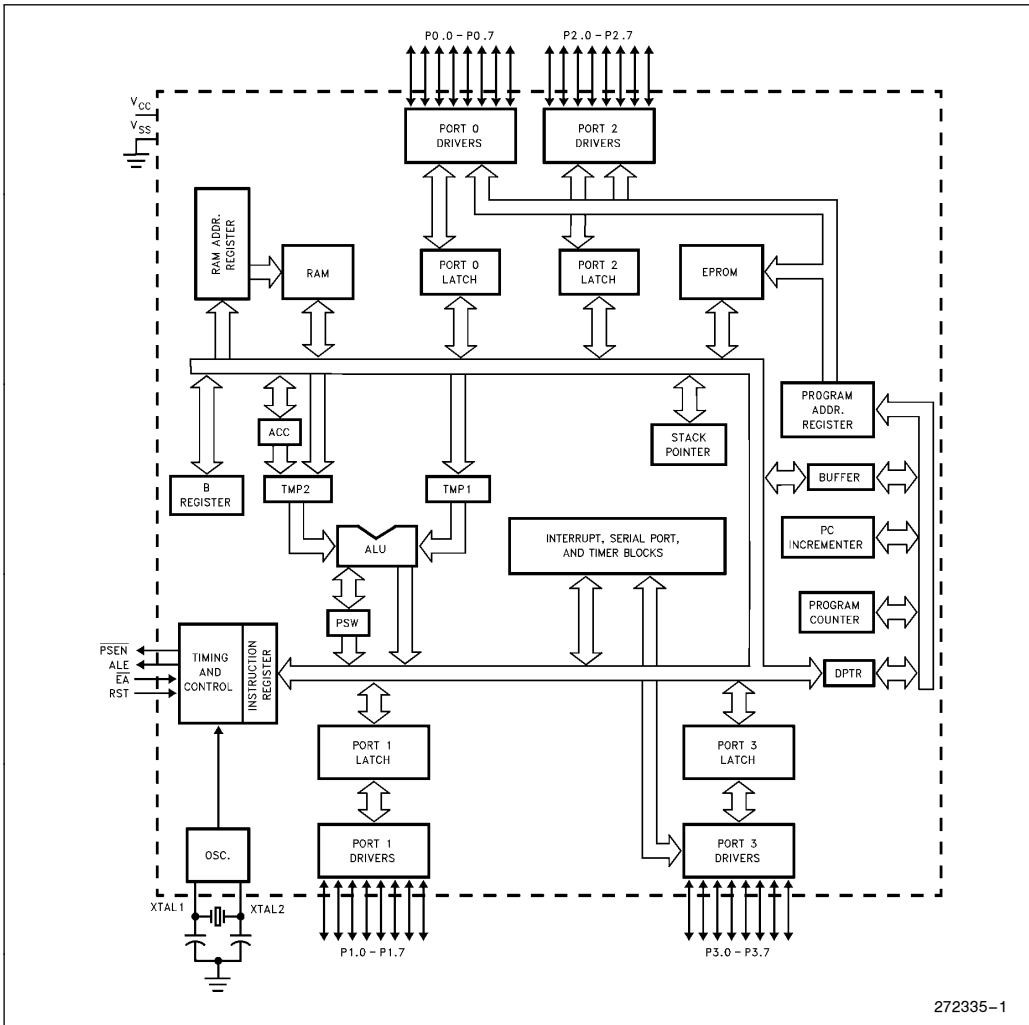 P0.0 – P0.7
P2.0 – P2.7
VCC
VSS
PORT 0
DRIVERS
PORT 2
DRIVERS
RAM ADDR.
REGISTER
RAM
PORT 0
LATCH
PORT 2
LATCH
EPROM
PROGRAM
ADDR.
REGISTER
ACC
STACK
POINTER
B
REGISTER
TMP2
TMP1
BUFFER
ALU
INTERRUPT, SERIAL PORT,
AND TIMER BLOCKS
PC
INCREMENTER
PSW
PROGRAM
COUNTER
PSEN
ALE
EA
RST
TIMING
AND
CONTROL
INSTRUCTION
REGISTER
DPTR
PORT 1
LATCH
PORT 3
LATCH
OSC.
PORT 1
DRIVERS
PORT 3
DRIVERS
XTAL1
XTAL2
P1.0 – P1.7
P3.0 – P3.7
272335–1